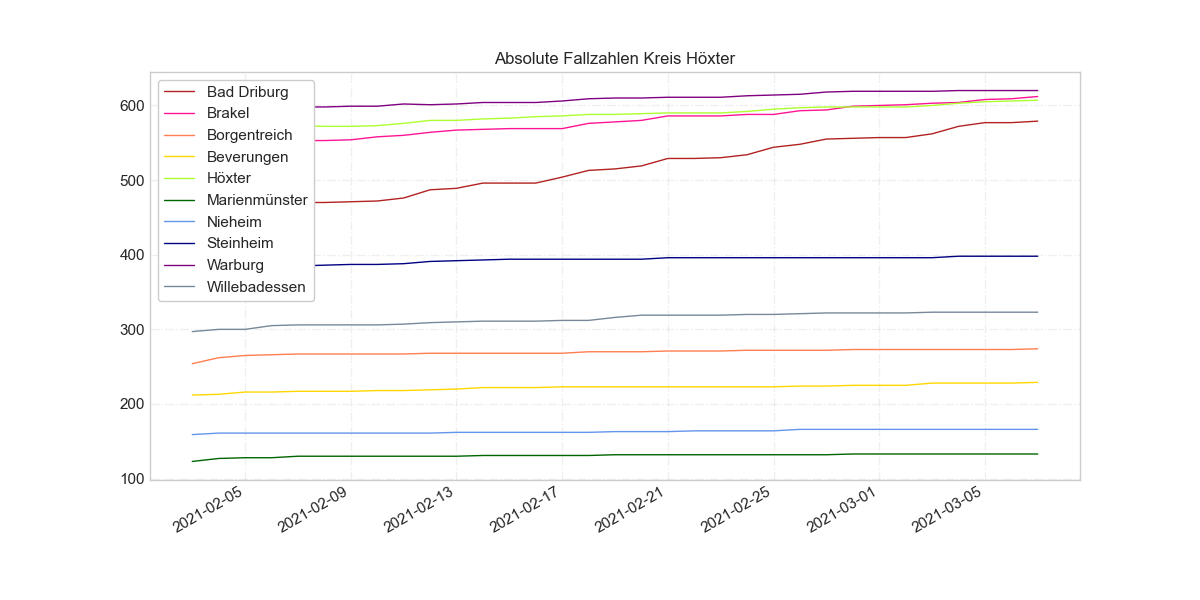 Absolute Fallzahlen Kreis Höxter
Bad Driburg
Brakel
Borgentreich
Beverungen
Höxter
Marienmünster
Nieheim
Steinheim
Warburg
Willebadessen
600
500
400
300
200
100
2021-02-05
2021-02-09
2021-02-13
2021-02-17
2021-02-21
2021-02-25
2021-03-01
2021-03-05